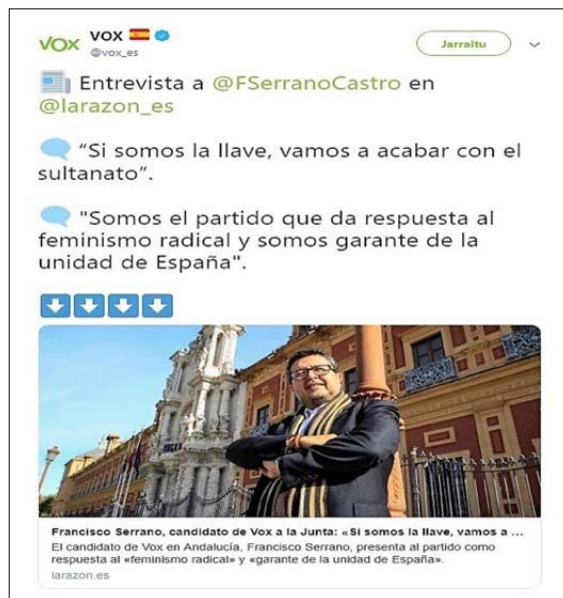 VOX
VOX
@vox_es
Jarraitu
Entrevista a @FSerranoCastro en
@larazon_es
“Si somos la llave, vamos a acabar con el
sultanato”.
"Somos el partido que da respuesta al
feminismo radical y somos garante de la
unidad de España".
Francisco Serrano, candidato de Vox a la Junta: «Si somos la llave, vamos a ...
El candidato de Vox en Andalucía, Francisco Serrano, presenta al partido como
respuesta al «feminismo radical» y «garante de la unidad de España».
larazon.es